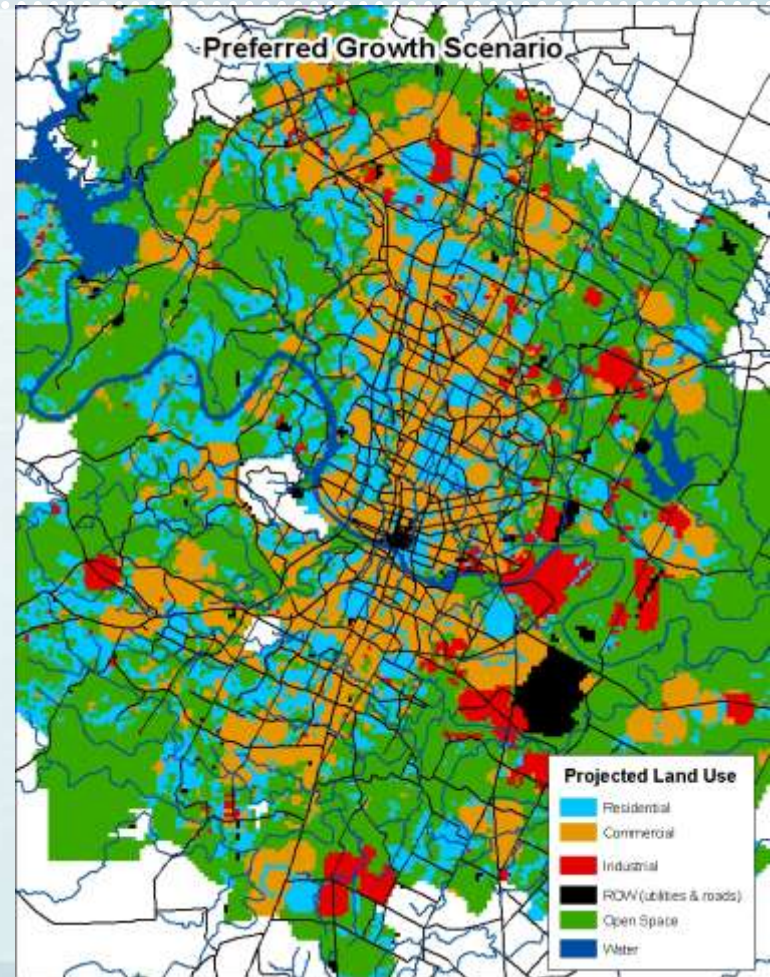 Preferred Growth Scenario
Projected Land Use
Residential
Commercial
Industrial
ROW (utilities & roads)
Open Space
Water